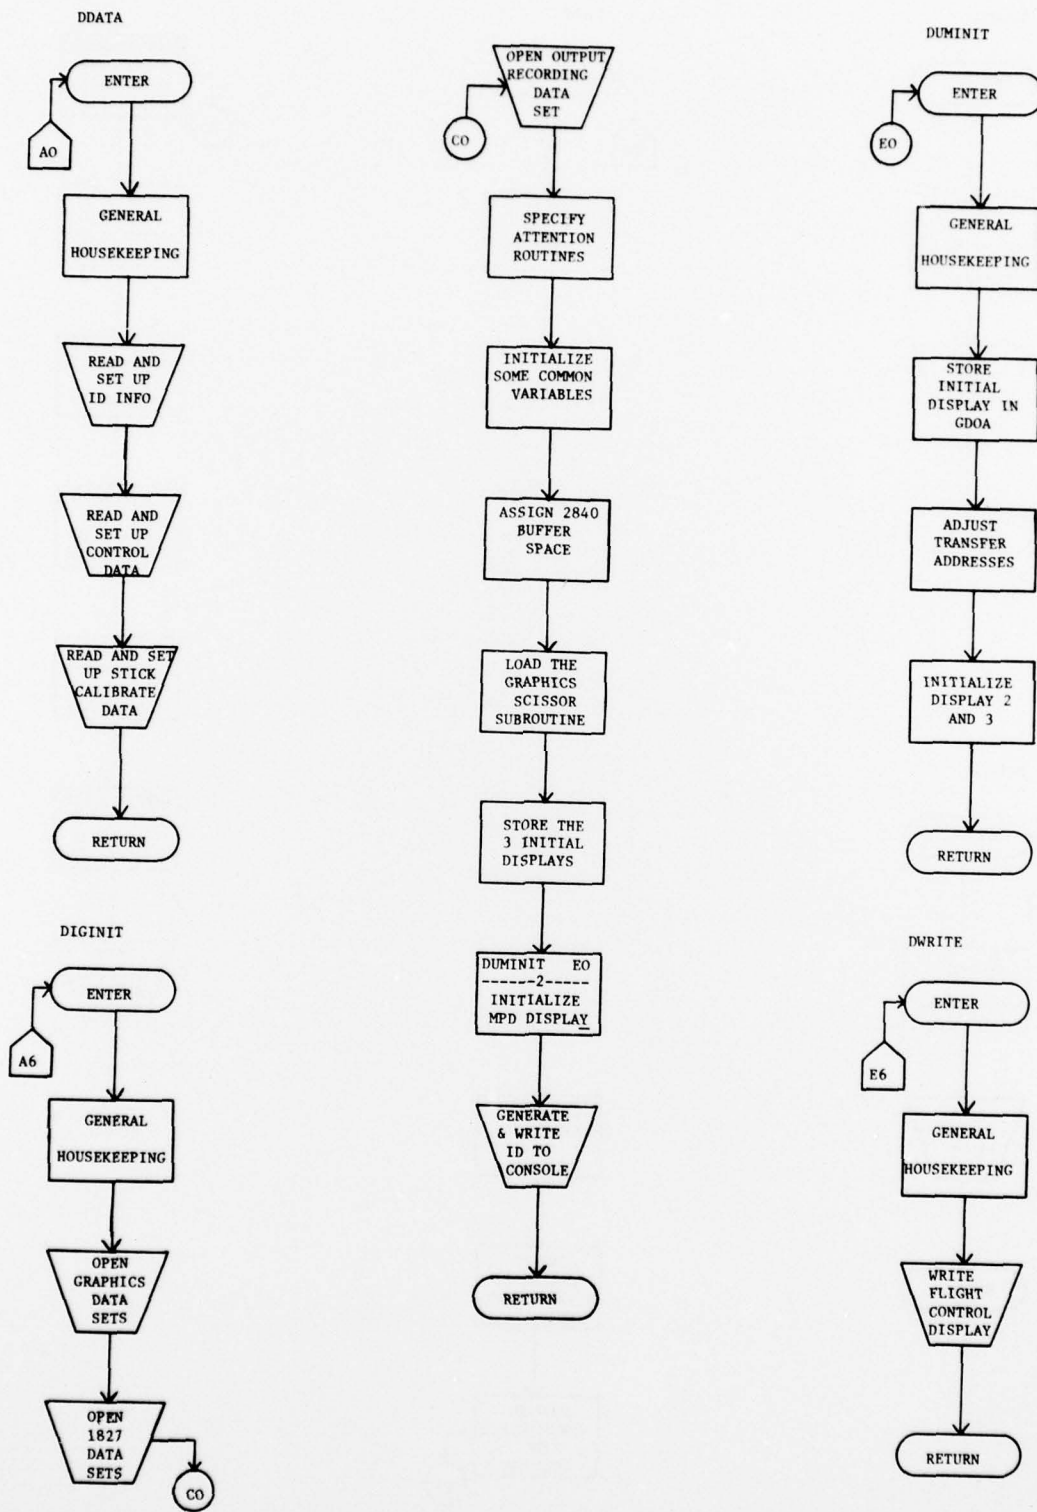 DDATA
ENTER
A0
GENERAL
HOUSEKEEPING
READ AND
SET UP
ID INFO
READ AND
SET UP
CONTROL
DATA
READ AND SET
UP STICK
CALIBRATE
DATA
RETURN
DIGINIT
ENTER
A6
GENERAL
HOUSEKEEPING
OPEN
GRAPHICS
DATA
SETS
OPEN
1827
DATA
SETS
CO
OPEN OUTPUT
RECORDING
DATA
SET
CO
SPECIFY
ATTENTION
ROUTINES
INITIALIZE
SOME COMMON
VARIABLES
ASSIGN 2840
BUFFER
SPACE
LOAD THE
GRAPHICS
SCISSOR
SUBROUTINE
STORE THE
3 INITIAL
DISPLAYS
DUMINIT EO
------2-----
INITIALIZE
MPD DISPLAY
GENERATE
& WRITE
ID TO
CONSOLE
RETURN
DUMINIT
ENTER
EO
GENERAL
HOUSEKEEPING
STORE
INITIAL
DISPLAY IN
GDOA
ADJUST
TRANSFER
ADDRESSES
INITIALIZE
DISPLAY 2
AND 3
RETURN
DWRITE
ENTER
E6
GENERAL
HOUSEKEEPING
WRITE
FLIGHT
CONTROL
DISPLAY
RETURN